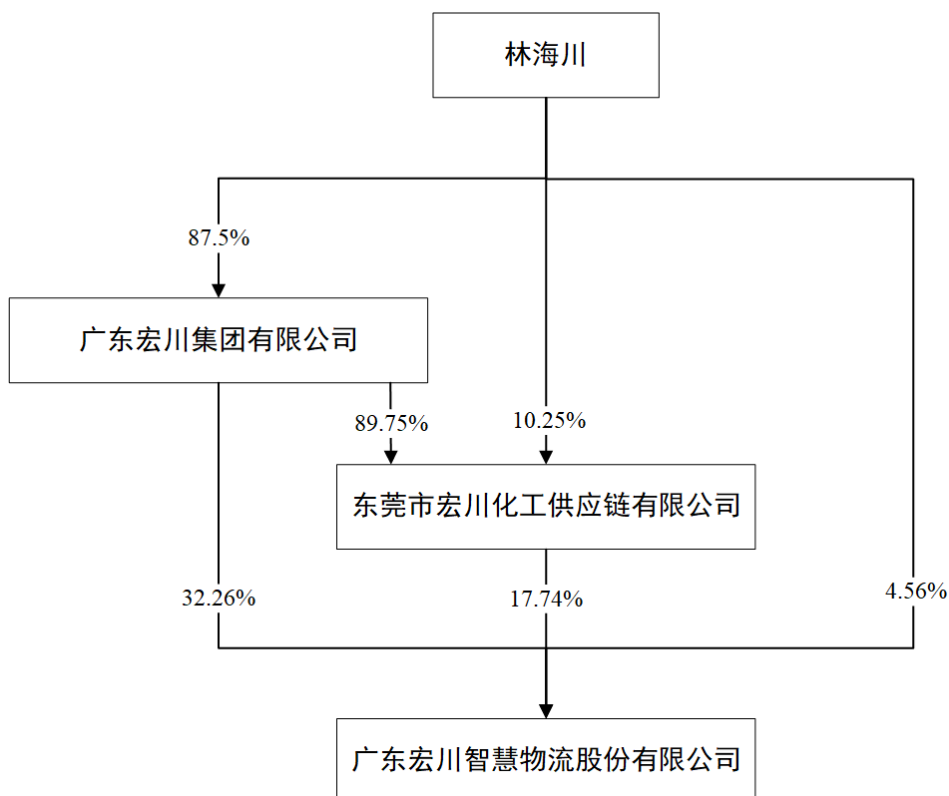 林海川
87.5%
广东宏川集团有限公司
89.75%
10.25%
东莞市宏川化工供应链有限公司
32.26%
17.74%
4.56%
广东宏川智慧物流股份有限公司